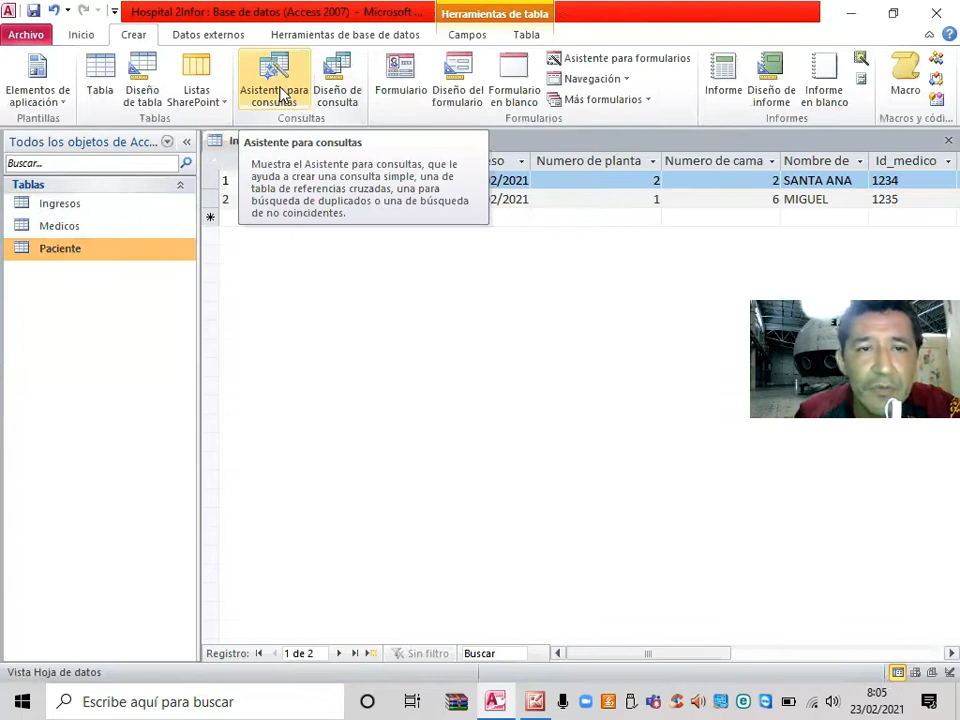 Hospital 2Infor : Base de datos (Access 2007) - Microsoft ...
Herramientas de tabla
Archivo
Inicio
Crear
Datos externos
Herramientas de base de datos
Campos
Tabla
Elementos de aplicación
Tabla
Diseño de tabla
Listas SharePoint
Asistente para consultas
Diseño de consulta
Formulario
Diseño del formulario
Formulario en blanco
Asistente para formularios
Navegación
Más formularios
Informe
Diseño de informe
Informe en blanco
Macro
Plantillas
Tablas
Consultas
Formularios
Informes
Macros y códi...
Todos los objetos de Acc...
Buscar...
Tablas
Ingresos
Medicos
Paciente
Asistente para consultas
Muestra el Asistente para consultas, que le
ayuda a crear una consulta simple, una de
tabla de referencias cruzadas, una para
búsqueda de duplicados o una de búsqueda
de no coincidentes.
Numero de planta
Numero de cama
Nombre de
Id_medico
1
02/2021
2
2
SANTA ANA
1234
2
02/2021
1
6
MIGUEL
1235
Registro:
1 de 2
Sin filtro
Buscar
Vista Hoja de datos
Escribe aquí para buscar
8:05
23/02/2021